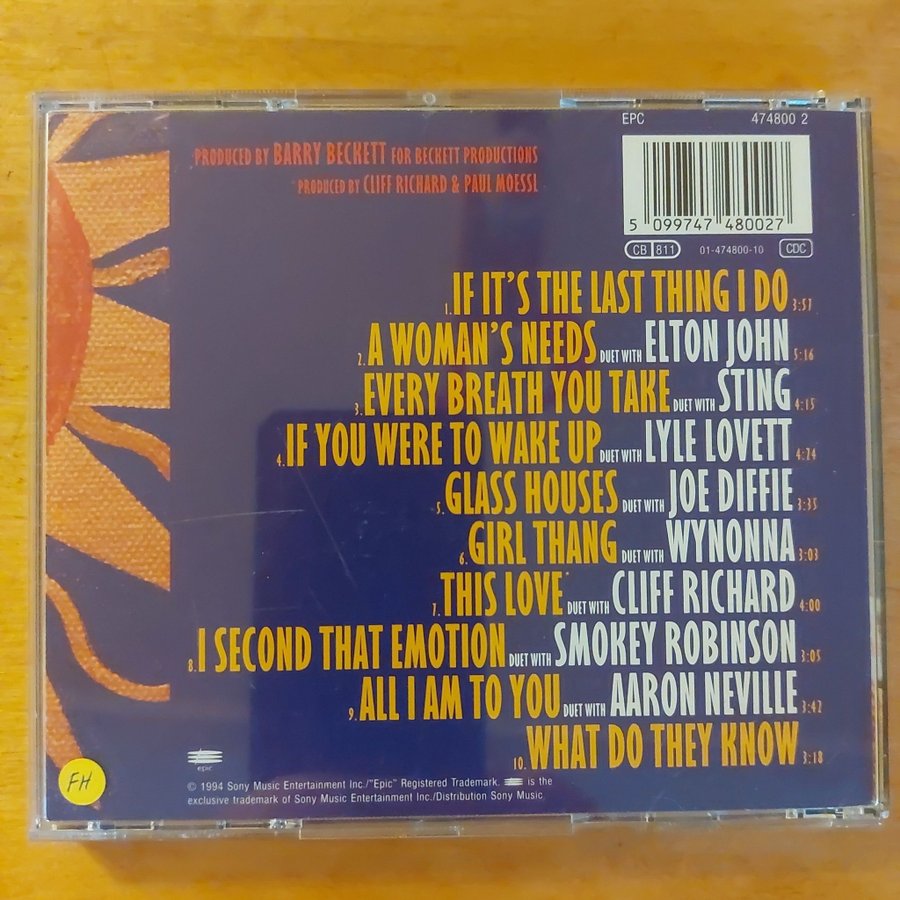 EPC 474800 2
PRODUCED BY BARRY BECKETT FOR BECKETT PRODUCTIONS
PRODUCED BY CLIFF RICHARD & PAUL MOESSL
5 099747 480027
CB 811 01-474800-10 CDC
1. IF IT'S THE LAST THING I DO 3:57
2. A WOMAN'S NEEDS DUET WITH ELTON JOHN 5:16
3. EVERY BREATH YOU TAKE DUET WITH STING 4:15
4. IF YOU WERE TO WAKE UP DUET WITH LYLE LOVETT 4:24
5. GLASS HOUSES DUET WITH JOE DIFFIE 3:35
6. GIRL THANG DUET WITH WYNONNA 3:03
7. THIS LOVE DUET WITH CLIFF RICHARD 4:00
8. I SECOND THAT EMOTION DUET WITH SMOKEY ROBINSON 3:05
9. ALL I AM TO YOU DUET WITH AARON NEVILLE 3:42
10. WHAT DO THEY KNOW 3:18
epic
FH
© 1994 Sony Music Entertainment Inc./"Epic" Registered Trademark. is the
exclusive trademark of Sony Music Entertainment Inc./Distribution Sony Music.